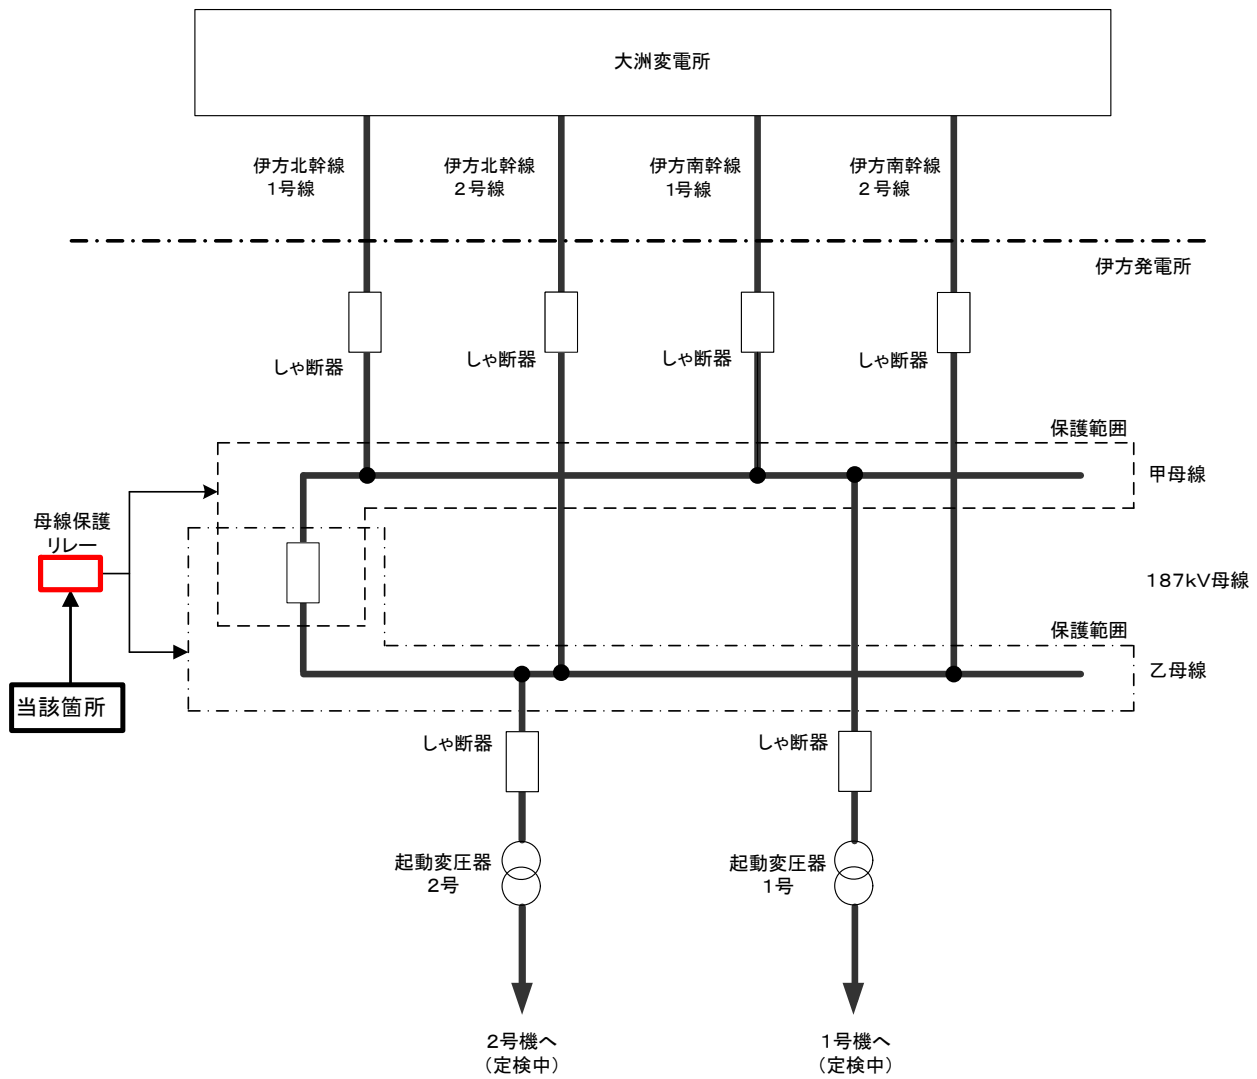 大洲変電所
伊方北幹線
1号線
伊方北幹線
2号線
伊方南幹線
1号線
伊方南幹線
2号線
伊方発電所
しゃ断器
しゃ断器
しゃ断器
しゃ断器
保護範囲
甲母線
母線保護
リレー
187kV母線
保護範囲
乙母線
当該箇所
しゃ断器
しゃ断器
起動変圧器
2号
起動変圧器
1号
2号機へ
(定検中)
1号機へ
(定検中)